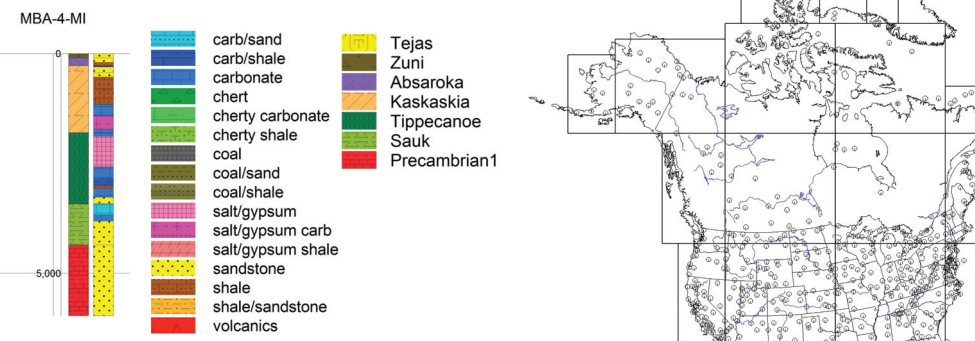 MBA-4-MI
0
5,000
carb/sand
carb/shale
carbonate
chert
cherty carbonate
cherty shale
coal
coal/sand
coal/shale
salt/gypsum
salt/gypsum carb
salt/gypsum shale
sandstone
shale
shale/sandstone
volcanics
Tejas
Zuni
Absaroka
Kaskaskia
Tippecanoe
Sauk
Precambrian1